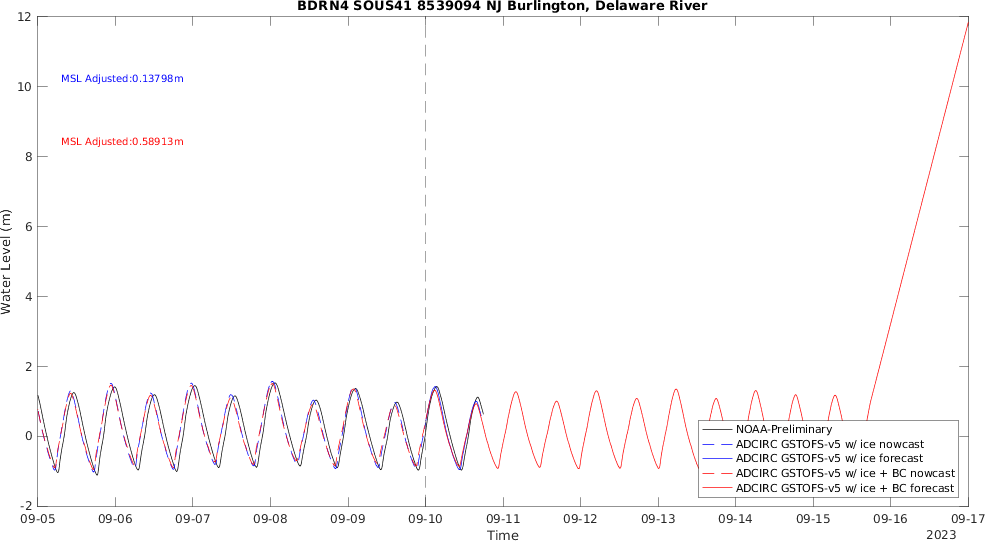 BDRN4 SOUS41 8539094 NJ Burlington, Delaware River
12
10
8
6
4
2
0
-2
Water Level (m)
MSL Adjusted:0.13798m
MSL Adjusted:0.58913m
NOAA-Preliminary
ADCIRC GSTOFS-v5 w/ ice nowcast
ADCIRC GSTOFS-v5 w/ ice forecast
ADCIRC GSTOFS-v5 w/ ice + BC nowcast
ADCIRC GSTOFS-v5 w/ ice + BC forecast
09-05 09-06 09-07 09-08 09-09 09-10 09-11 09-12 09-13 09-14 09-15 09-16 09-17
Time
2023